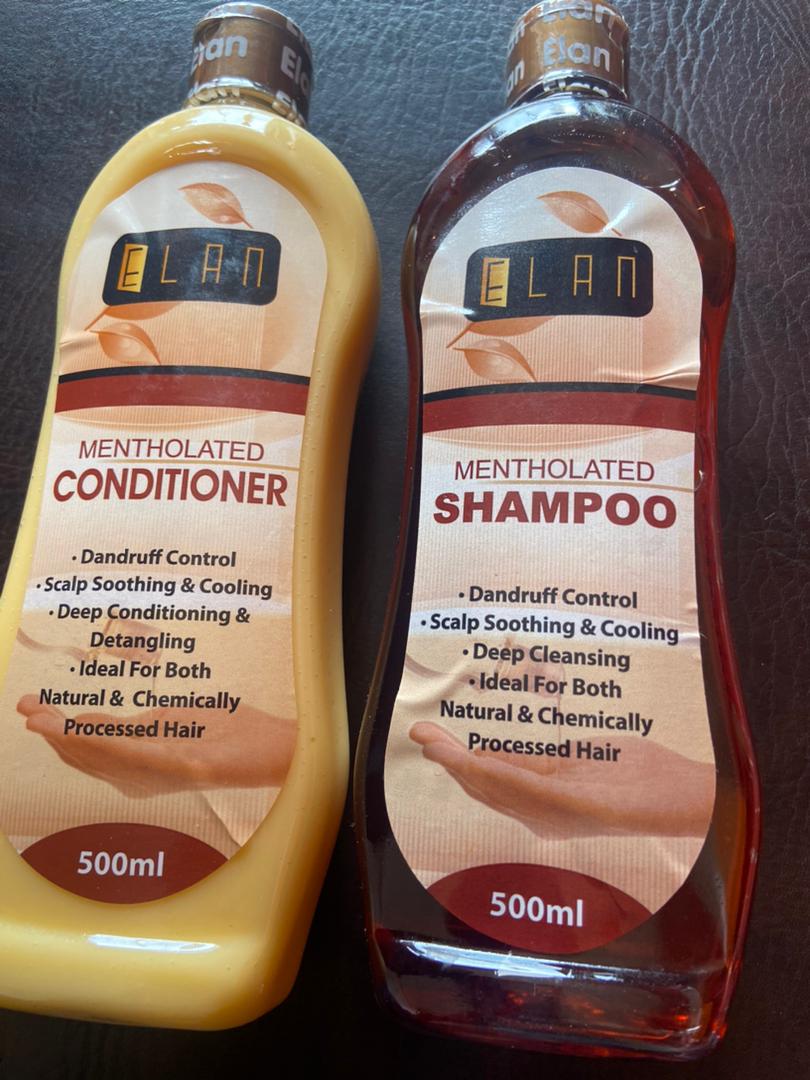 Elan
Elan
ELAN
MENTHOLATED
CONDITIONER
• Dandruff Control
• Scalp Soothing & Cooling
• Deep Conditioning &
Detangling
• Ideal For Both
Natural & Chemically
Processed Hair
500ml
Elan
Elan
ELAN
MENTHOLATED
SHAMPOO
• Dandruff Control
• Scalp Soothing & Cooling
• Deep Cleansing
• Ideal For Both
Natural & Chemically
Processed Hair
500ml